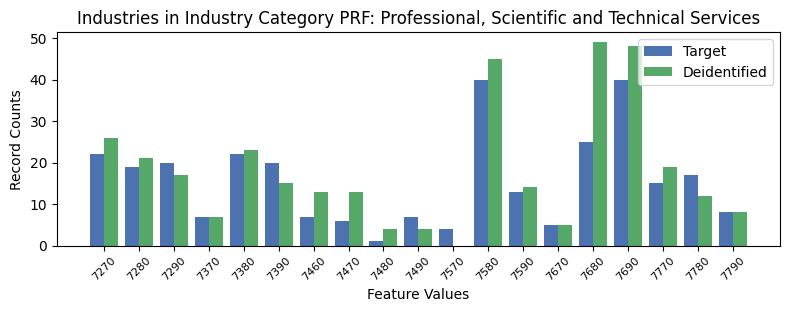 Industries in Industry Category PRF: Professional, Scientific and Technical Services
Target
Deidentified
Record Counts
50
40
30
20
10
0
7270 7280 7290 7370 7380 7390 7460 7470 7480 7490 7570 7580 7590 7670 7680 7690 7770 7780 7790
Feature Values